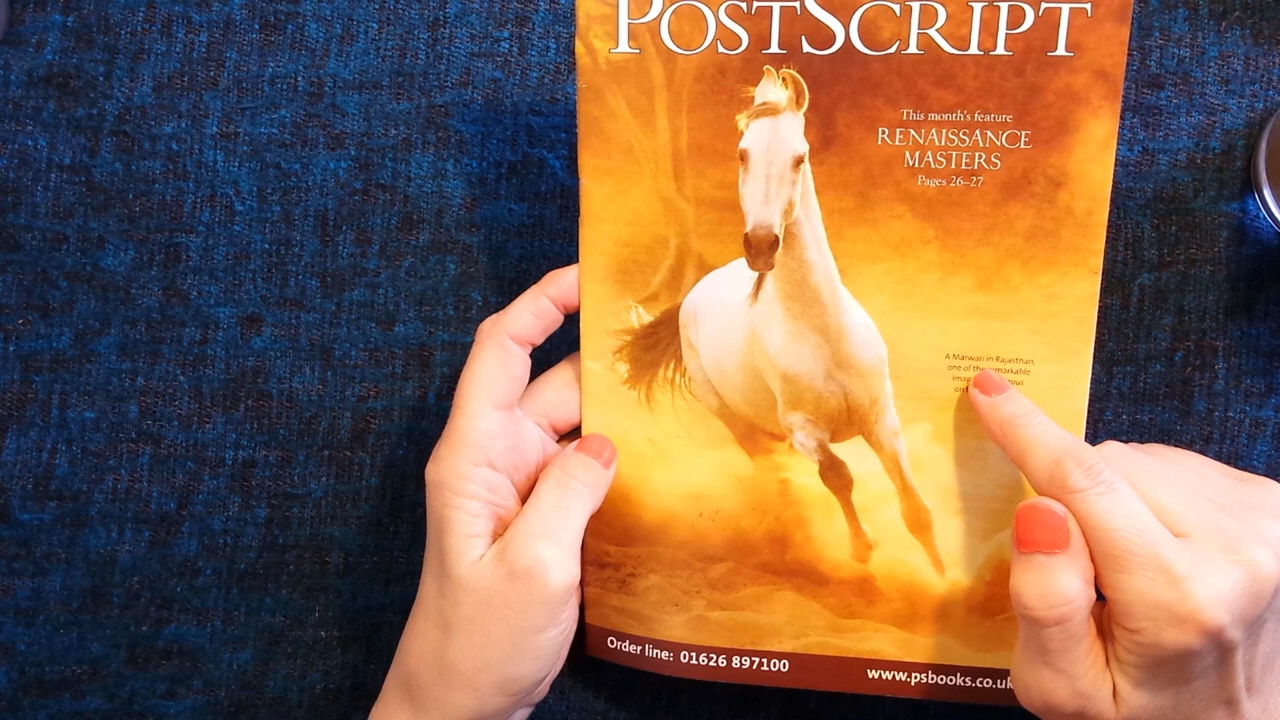 POSTSCRIPT
This month's feature
RENAISSANCE
MASTERS
Pages 26–27
A Marwari in Rajasthan,
one of the remarkable
Order line: 01626 897100
www.psbooks.co.uk